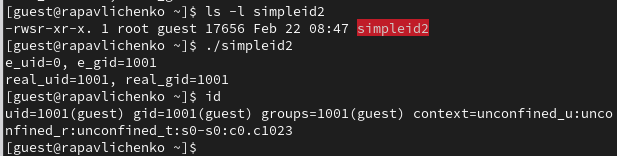 [guest@rapavlichenko ~]$ ls -l simpleid2
-rwsr-xr-x. 1 root guest 17656 Feb 22 08:47 simpleid2
[guest@rapavlichenko ~]$ ./simpleid2
e_uid=0, e_gid=1001
real_uid=1001, real_gid=1001
[guest@rapavlichenko ~]$ id
uid=1001(guest) gid=1001(guest) groups=1001(guest) context=unconfined_u:unco
nfined_r:unconfined_t:s0-s0:c0.c1023
[guest@rapavlichenko ~]$